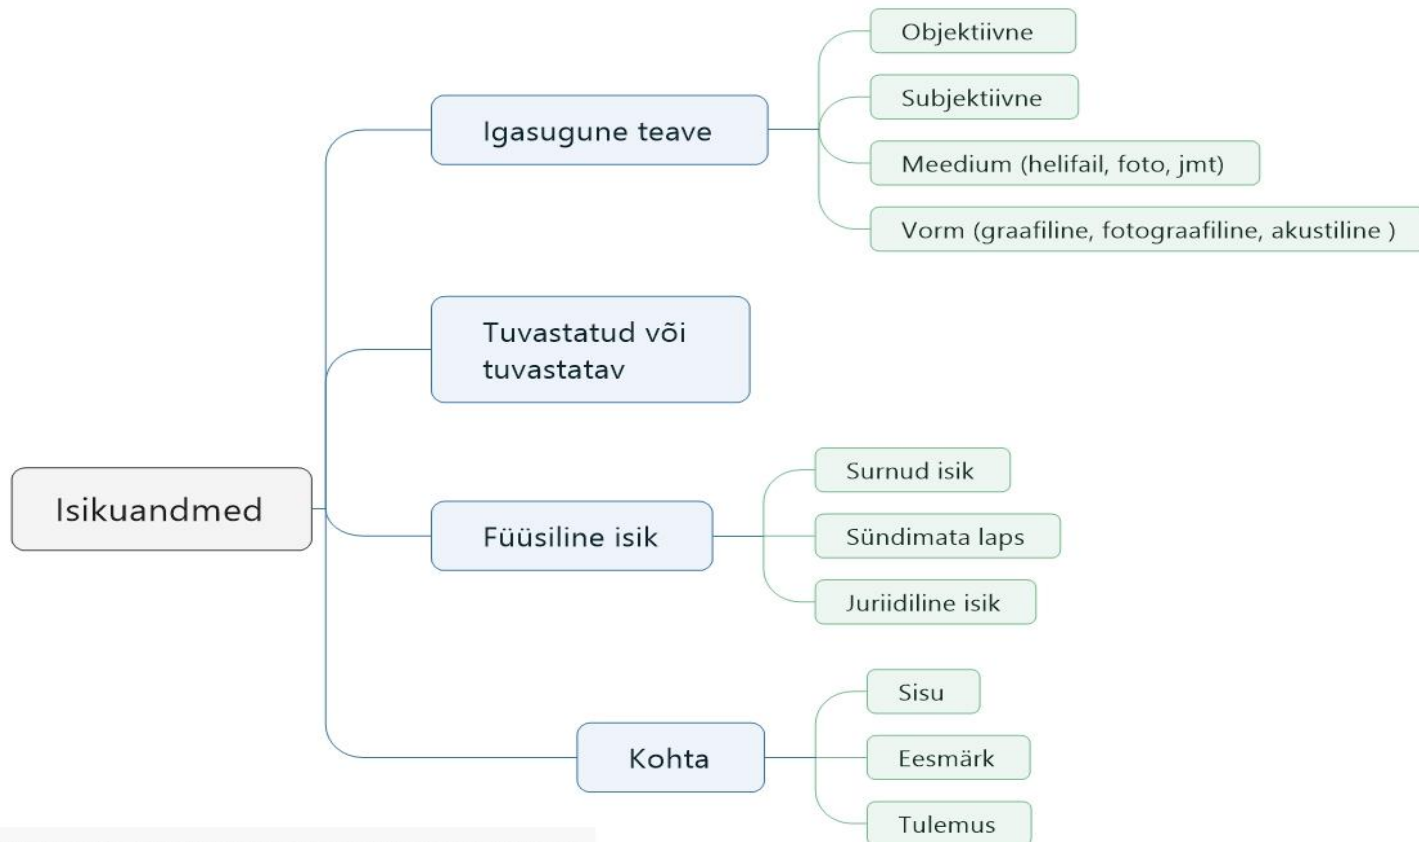 Isikuandmed
Igasugune teave
Objektiivne
Subjektiivne
Meedium (helifail, foto, jmt)
Vorm (graafiline, fotograafiline, akustiline )
Tuvastatud või
tuvastatav
Füüsiline isik
Surnud isik
Sündimata laps
Juriidiline isik
Kohta
Sisu
Eesmärk
Tulemus